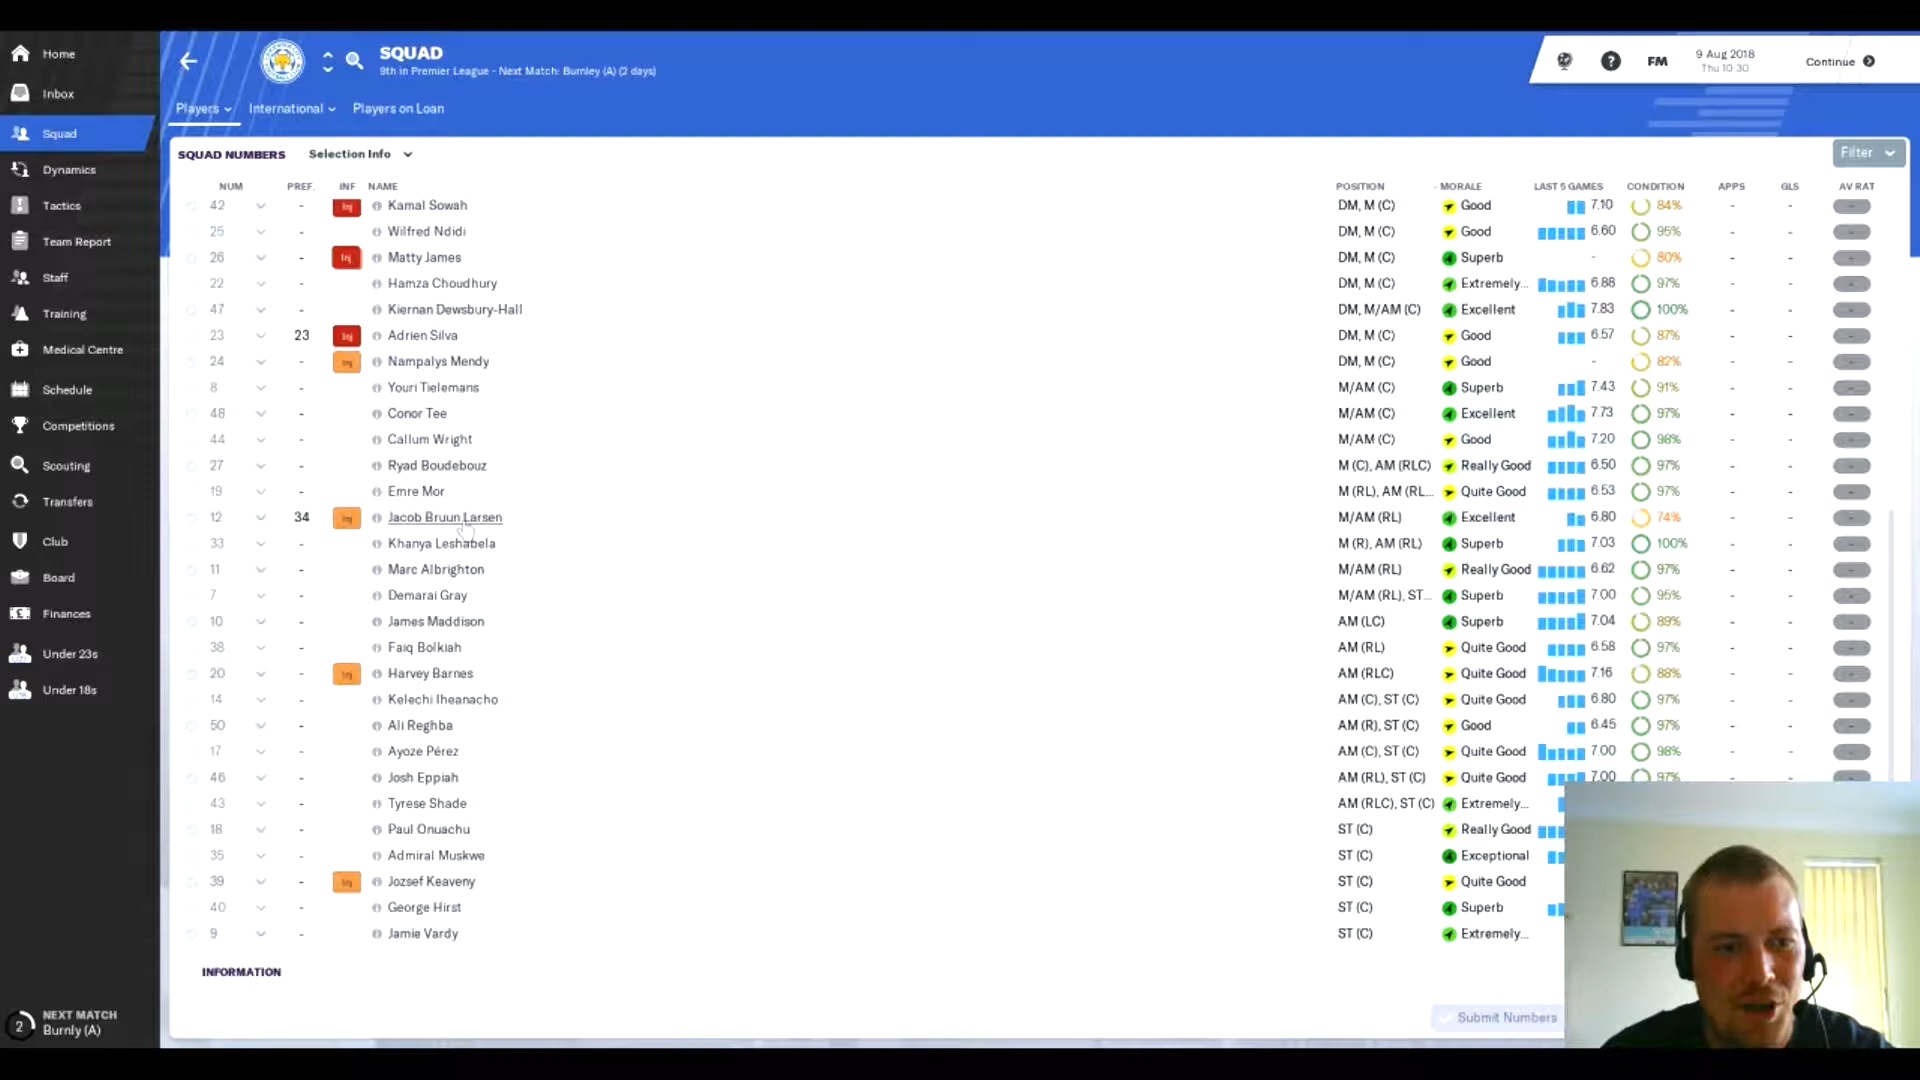 Home
Inbox
Squad
Dynamics
Tactics
Team Report
Staff
Training
Medical Centre
Schedule
Competitions
Scouting
Transfers
Club
Board
Finances
Under 23s
Under 18s
2 NEXT MATCH
Burnly (A)
SQUAD
9th in Premier League - Next Match: Burnley (A) (2 days)
FM 9 Aug 2018 Continue
Thu 10:30
Players International Players on Loan
SQUAD NUMBERS Selection Info Filter
NUM PREF. INF NAME POSITION MORALE LAST 5 GAMES CONDITION APPS GLS AV RAT
42 - Inj Kamal Sowah DM, M (C) Good 7.10 84% - - -
25 - Wilfred Ndidi DM, M (C) Good 6.60 95% - - -
26 - Inj Matty James DM, M (C) Superb - 80% - - -
22 - Hamza Choudhury DM, M (C) Extremely... 6.88 97% - - -
47 - Kiernan Dewsbury-Hall DM, M/AM (C) Excellent 7.83 100% - - -
23 23 Inj Adrien Silva DM, M (C) Good 6.57 87% - - -
24 - Inj Nampalys Mendy DM, M (C) Good - 82% - - -
8 - Youri Tielemans M/AM (C) Superb 7.43 91% - - -
48 - Conor Tee M/AM (C) Excellent 7.73 97% - - -
44 - Callum Wright M/AM (C) Good 7.20 98% - - -
27 - Ryad Boudebouz M (C), AM (RLC) Really Good 6.50 97% - - -
19 - Emre Mor M (RL), AM (RL... Quite Good 6.53 97% - - -
12 34 Inj Jacob Bruun Larsen M/AM (RL) Excellent 6.80 74% - - -
33 - Khanya Leshabela M (R), AM (RL) Superb 7.03 100% - - -
11 - Marc Albrighton M/AM (RL) Really Good 6.62 97% - - -
7 - Demarai Gray M/AM (RL), ST... Superb 7.00 95% - - -
10 - James Maddison AM (LC) Superb 7.04 89% - - -
38 - Faiq Bolkiah AM (RL) Quite Good 6.58 97% - - -
20 - Inj Harvey Barnes AM (RLC) Quite Good 7.16 88% - - -
14 - Kelechi Iheanacho AM (C), ST (C) Quite Good 6.80 97% - - -
50 - Ali Reghba AM (R), ST (C) Good 6.45 97% - - -
17 - Ayoze Pérez AM (C), ST (C) Quite Good 7.00 98% - - -
46 - Josh Eppiah AM (RL), ST (C) Quite Good 7.00 97% - - -
43 - Tyrese Shade AM (RLC), ST (C) Extremely...
18 - Paul Onuachu ST (C) Really Good
35 - Admiral Muskwe ST (C) Exceptional
39 - Inj Jozsef Keaveny ST (C) Quite Good
40 - George Hirst ST (C) Superb
9 - Jamie Vardy ST (C) Extremely...
INFORMATION
Submit Numbers